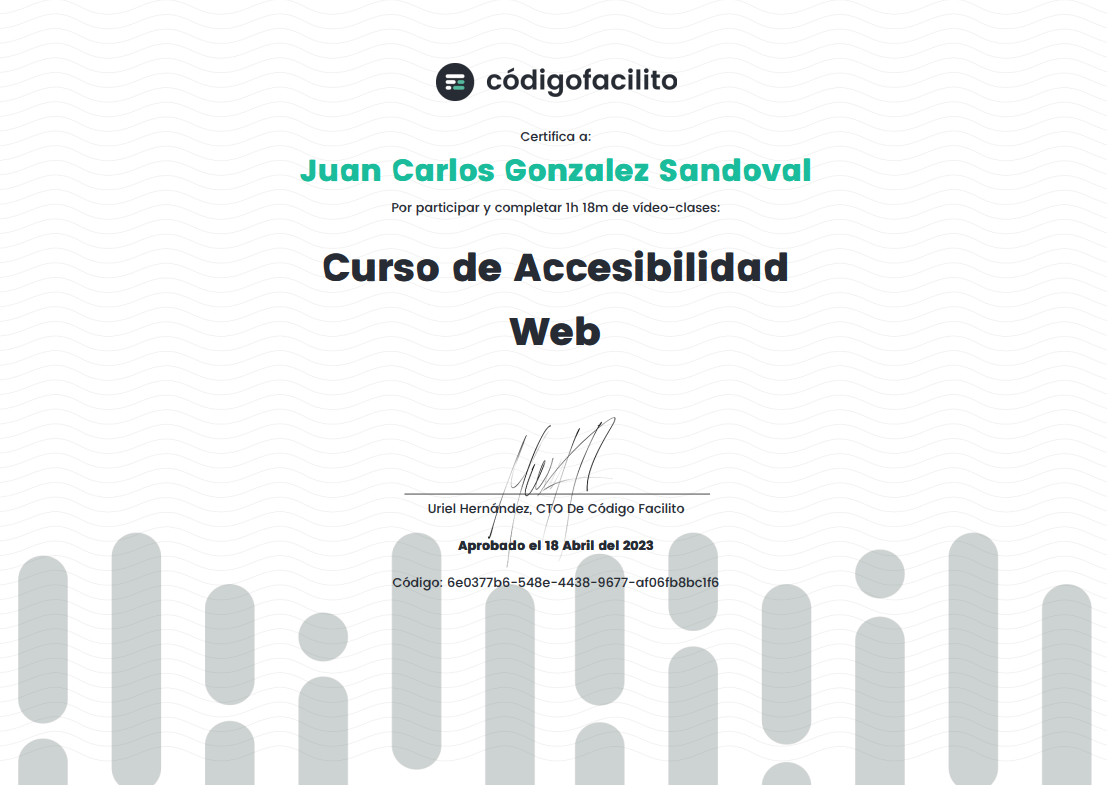 códigofacilito
Certifica a:
Juan Carlos Gonzalez Sandoval
Por participar y completar 1h 18m de vídeo-clases:
Curso de Accesibilidad
Web
Uriel Hernández, CTO De Código Facilito
Aprobado el 18 Abril del 2023
Código: 6e0377b6-548e-4438-9677-af06fb8bc1f6